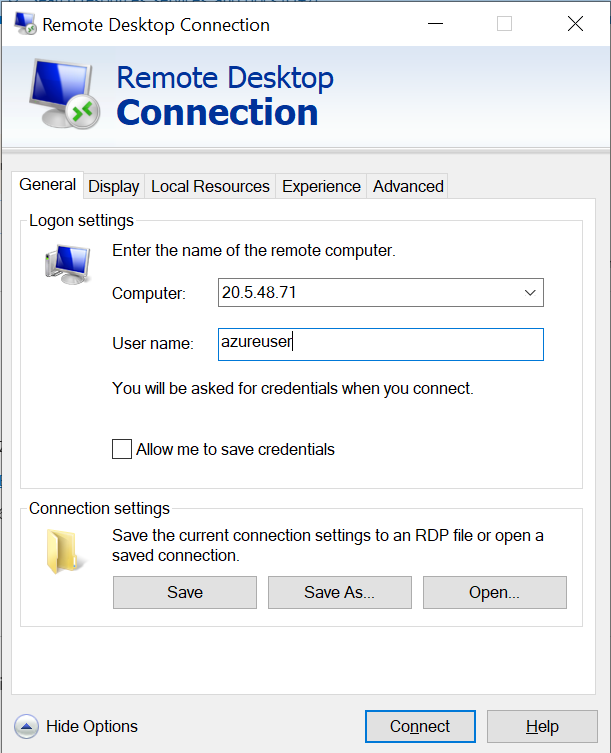 Remote Desktop Connection
Remote Desktop
Connection
General Display Local Resources Experience Advanced
Logon settings
Enter the name of the remote computer.
Computer: 20.5.48.71
User name: azureuser
You will be asked for credentials when you connect.
Allow me to save credentials
Connection settings
Save the current connection settings to an RDP file or open a
saved connection.
Save Save As... Open...
Hide Options Connect Help